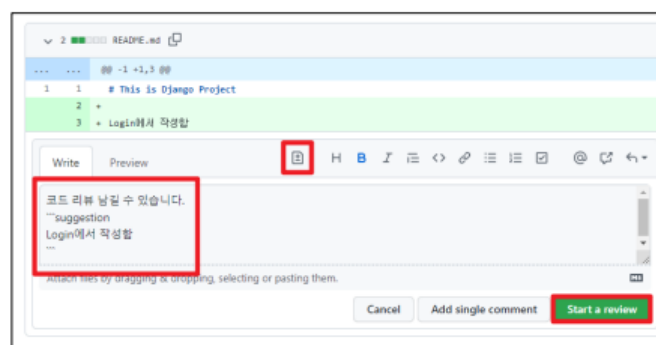 2 README.md
... ... @@ -1 +1,3 @@
1 1 # This is Django Project
2 +
3 + Login에서 작성함
Write Preview H B I <> @
코드 리뷰 남길 수 있습니다.
```suggestion
Login에서 작성함
```
Attach files by dragging & dropping, selecting or pasting them.
Cancel Add single comment Start a review